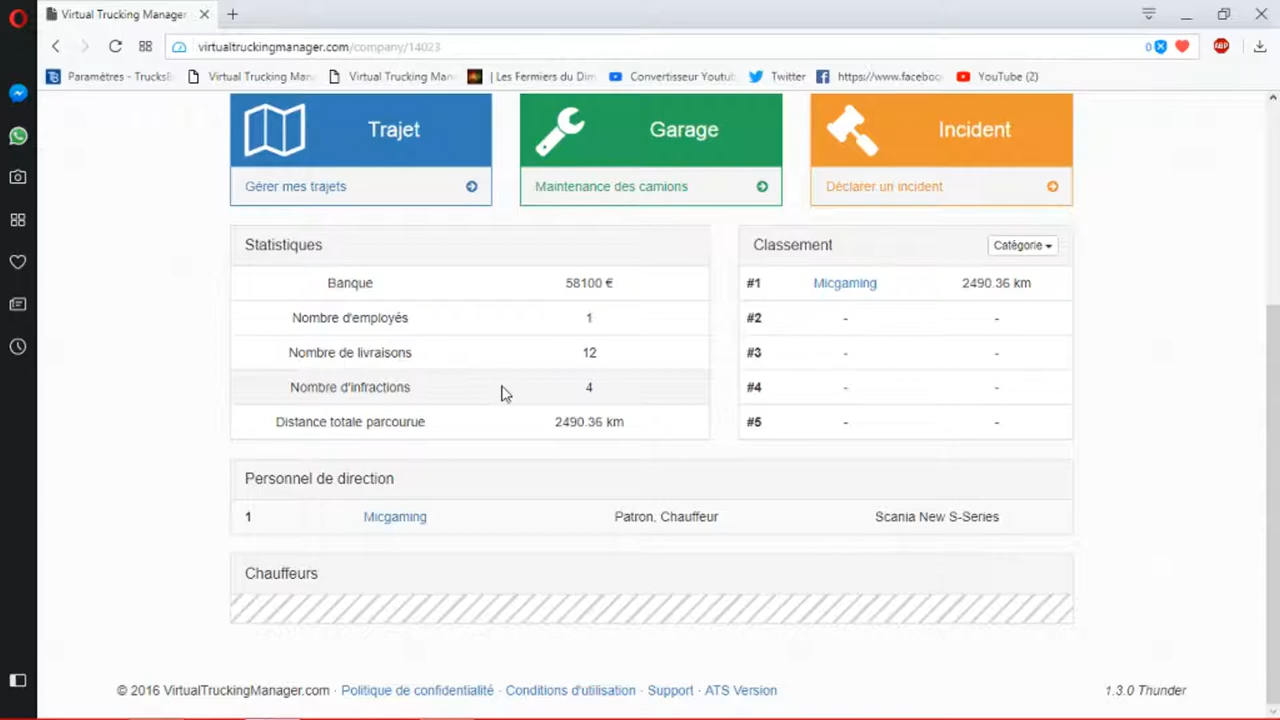 Virtual Trucking Manager
virtualtruckingmanager.com/company/14023
0
ABP
Paramètres - TrucksB
Virtual Trucking Man
Virtual Trucking Man
| Les Fermiers du Dim
Convertisseur Youtub
Twitter
https://www.faceboo
YouTube (2)
Trajet
Garage
Incident
Gérer mes trajets
Maintenance des camions
Déclarer un incident
Statistiques
Banque 58100 €
Nombre d'employés 1
Nombre de livraisons 12
Nombre d'infractions 4
Distance totale parcourue 2490.36 km
Classement Catégorie
#1 Micgaming 2490.36 km
#2 - -
#3 - -
#4 - -
#5 - -
Personnel de direction
1 Micgaming Patron, Chauffeur Scania New S-Series
Chauffeurs
© 2016 VirtualTruckingManager.com · Politique de confidentialité · Conditions d'utilisation · Support · ATS Version
1.3.0 Thunder